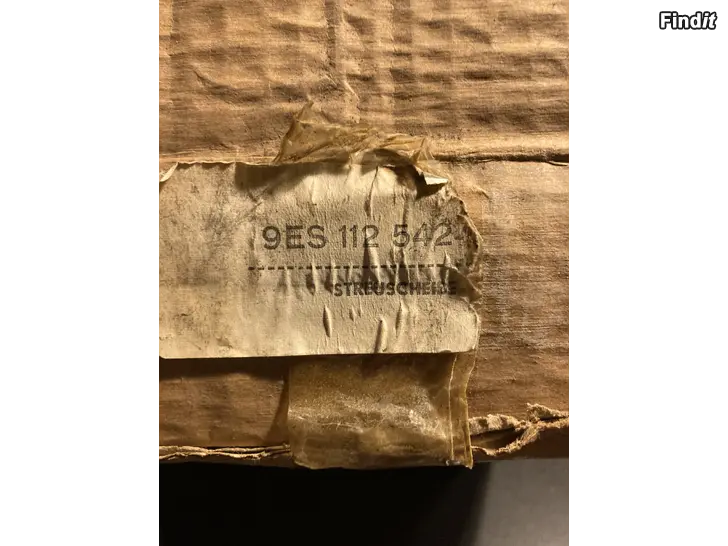 Findit
9ES 112 542-
STREUSCHEIBE